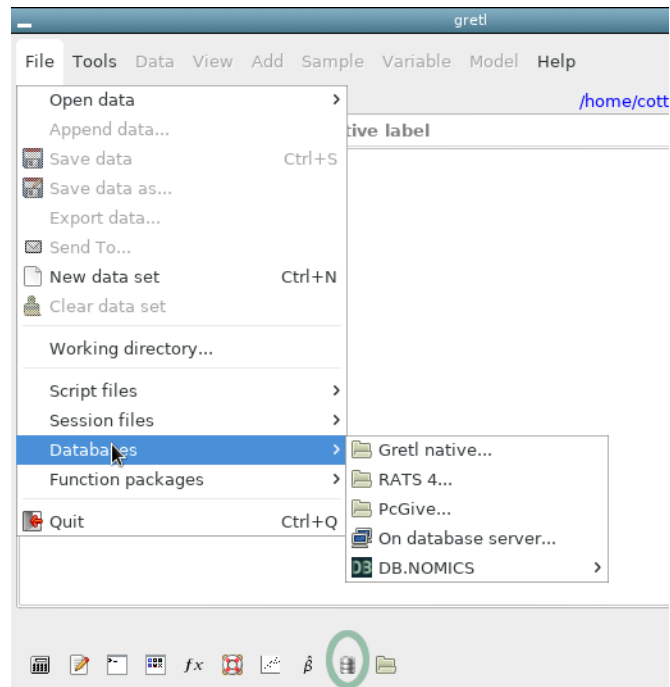 gretl
File Tools Data View Add Sample Variable Model Help
/home/cott
Open data
Append data...
tive label
Save data Ctrl+S
Save data as...
Export data...
Send To...
New data set Ctrl+N
Clear data set
Working directory...
Script files
Session files
Databases
Gretl native...
Function packages
RATS 4...
PcGive...
Quit Ctrl+Q
On database server...
DB DB.NOMICS
fx β̂